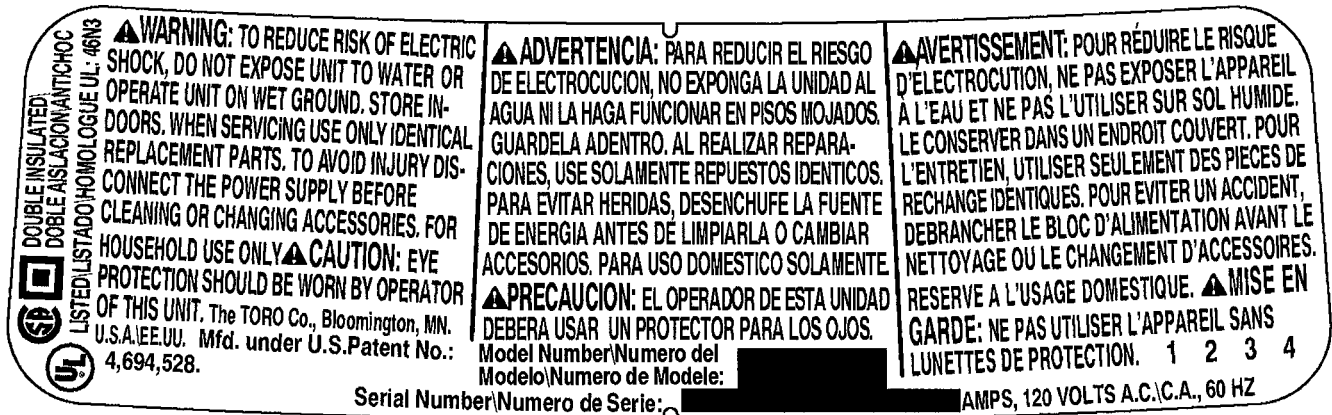 DOUBLE INSULATED\
DOBLE AISLACION\ANTICHOC
LISTED\LISTADO\HOMOLOGUE UL: 46N3
SA
UL
⚠WARNING: TO REDUCE RISK OF ELECTRIC
SHOCK, DO NOT EXPOSE UNIT TO WATER OR
OPERATE UNIT ON WET GROUND. STORE IN-
DOORS. WHEN SERVICING USE ONLY IDENTICAL
REPLACEMENT PARTS. TO AVOID INJURY DIS-
CONNECT THE POWER SUPPLY BEFORE
CLEANING OR CHANGING ACCESSORIES. FOR
HOUSEHOLD USE ONLY⚠CAUTION: EYE
PROTECTION SHOULD BE WORN BY OPERATOR
OF THIS UNIT. The TORO Co., Bloomington, MN.
U.S.A.\EE.UU. Mfd. under U.S.Patent No.:
4,694,528.
⚠ADVERTENCIA: PARA REDUCIR EL RIESGO
DE ELECTROCUCION, NO EXPONGA LA UNIDAD AL
AGUA NI LA HAGA FUNCIONAR EN PISOS MOJADOS.
GUARDELA ADENTRO. AL REALIZAR REPARA-
CIONES, USE SOLAMENTE REPUESTOS IDENTICOS.
PARA EVITAR HERIDAS, DESENCHUFE LA FUENTE
DE ENERGIA ANTES DE LIMPIARLA O CAMBIAR
ACCESORIOS. PARA USO DOMESTICO SOLAMENTE.
⚠PRECAUCION: EL OPERADOR DE ESTA UNIDAD
DEBERA USAR UN PROTECTOR PARA LOS OJOS.
⚠AVERTISSEMENT: POUR RÉDUIRE LE RISQUE
D'ÉLECTROCUTION, NE PAS EXPOSER L'APPAREIL
À L'EAU ET NE PAS L'UTILISER SUR SOL HUMIDE.
LE CONSERVER DANS UN ENDROIT COUVERT. POUR
L'ENTRETIEN, UTILISER SEULEMENT DES PIECES DE
RECHANGE IDENTIQUES. POUR EVITER UN ACCIDENT,
DEBRANCHER LE BLOC D'ALIMENTATION AVANT LE
NETTOYAGE OU LE CHANGEMENT D'ACCESSOIRES.
RESERVE A L'USAGE DOMESTIQUE. ⚠MISE EN
GARDE: NE PAS UTILISER L'APPAREIL SANS
LUNETTES DE PROTECTION. 1 2 3 4
Model Number\Numero del
Modelo\Numero de Modele:
Serial Number\Numero de Serie: AMPS, 120 VOLTS A.C.\C.A., 60 HZ